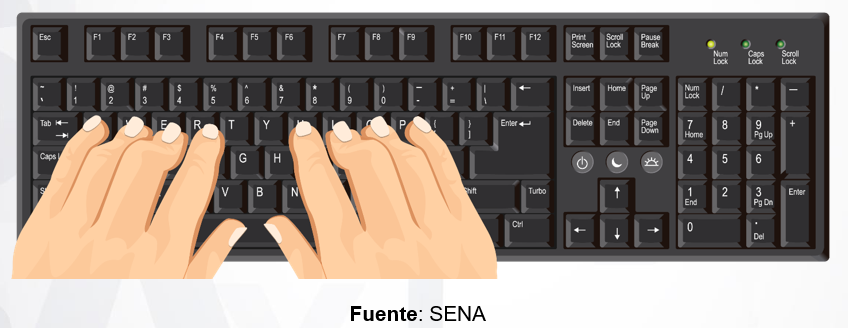 Esc F1 F2 F3 F4 F5 F6 F7 F8 F9 F10 F11 F12 Print Screen Scroll Lock Pause Break
Num Lock Caps Lock Scroll Lock
~ ` ! 1 @ 2 # 3 $ 4 % 5 ^ 6 & 7 * 8 ( 9 ) 0 – - + = | \ ← Insert Home Page Up Num Lock / * —
Tab E R T Y P { [ } ] Enter ↵ Delete End Page Down 7 Home 8 9 Pg Up +
Caps G H 4 5 6
V B N Shift Turbo ↑ 1 End 2 3 Pg Dn Enter
Ctrl ← ↓ → 0 * Del
Fuente: SENA